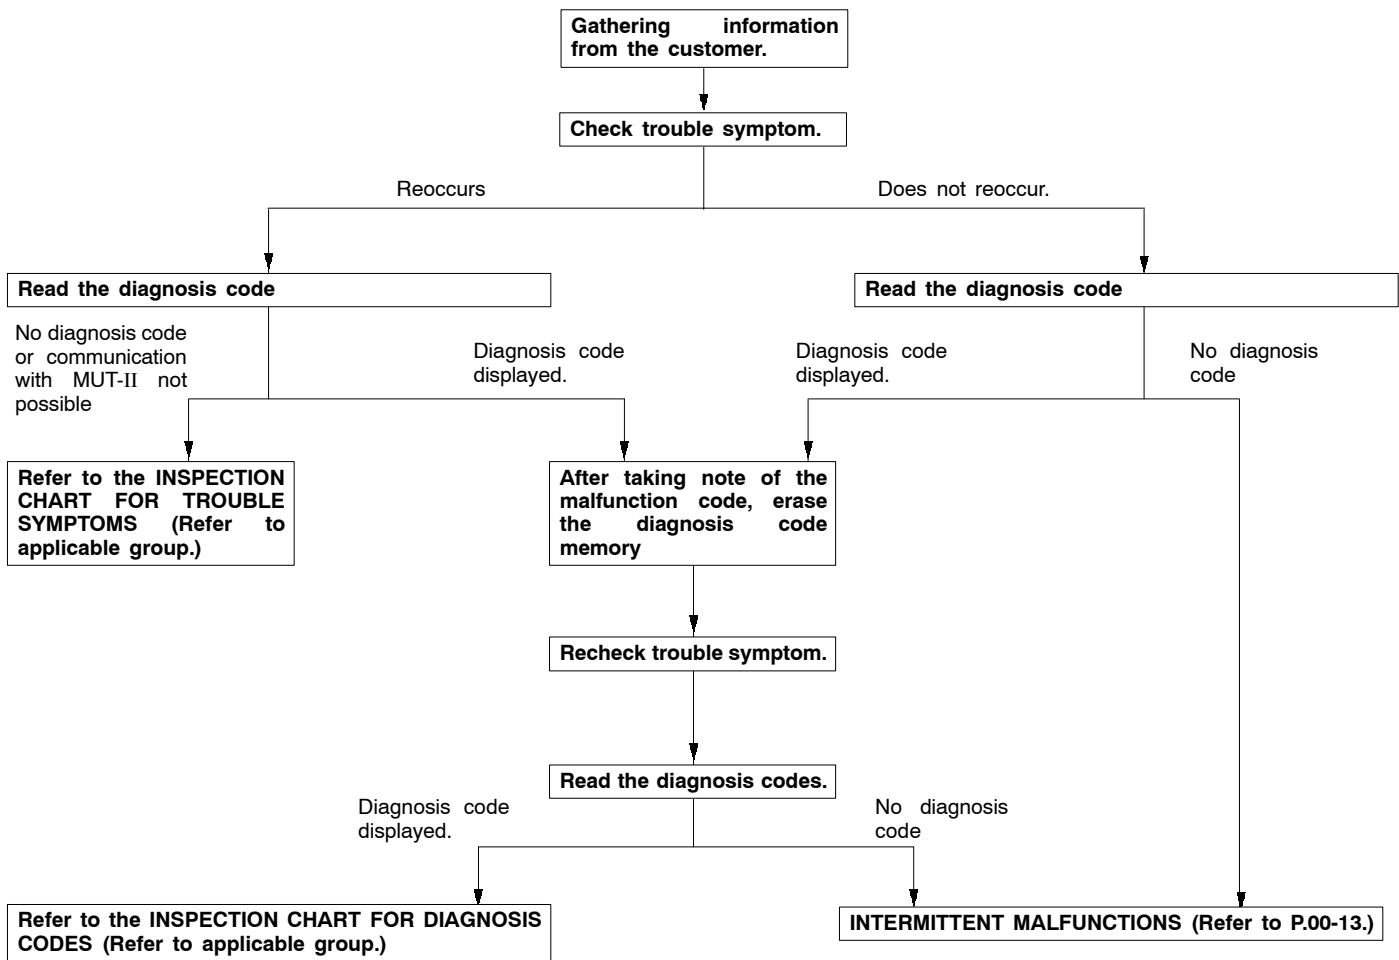 Gathering information
from the customer.
Check trouble symptom.
Reoccurs
Does not reoccur.
Read the diagnosis code
Read the diagnosis code
No diagnosis code
or communication
with MUT-II not
possible
Diagnosis code
displayed.
Diagnosis code
displayed.
No diagnosis
code
Refer to the INSPECTION
CHART FOR TROUBLE
SYMPTOMS (Refer to
applicable group.)
After taking note of the
malfunction code, erase
the diagnosis code
memory
Recheck trouble symptom.
Read the diagnosis codes.
Diagnosis code
displayed.
No diagnosis
code
Refer to the INSPECTION CHART FOR DIAGNOSIS
CODES (Refer to applicable group.)
INTERMITTENT MALFUNCTIONS (Refer to P.00-13.)